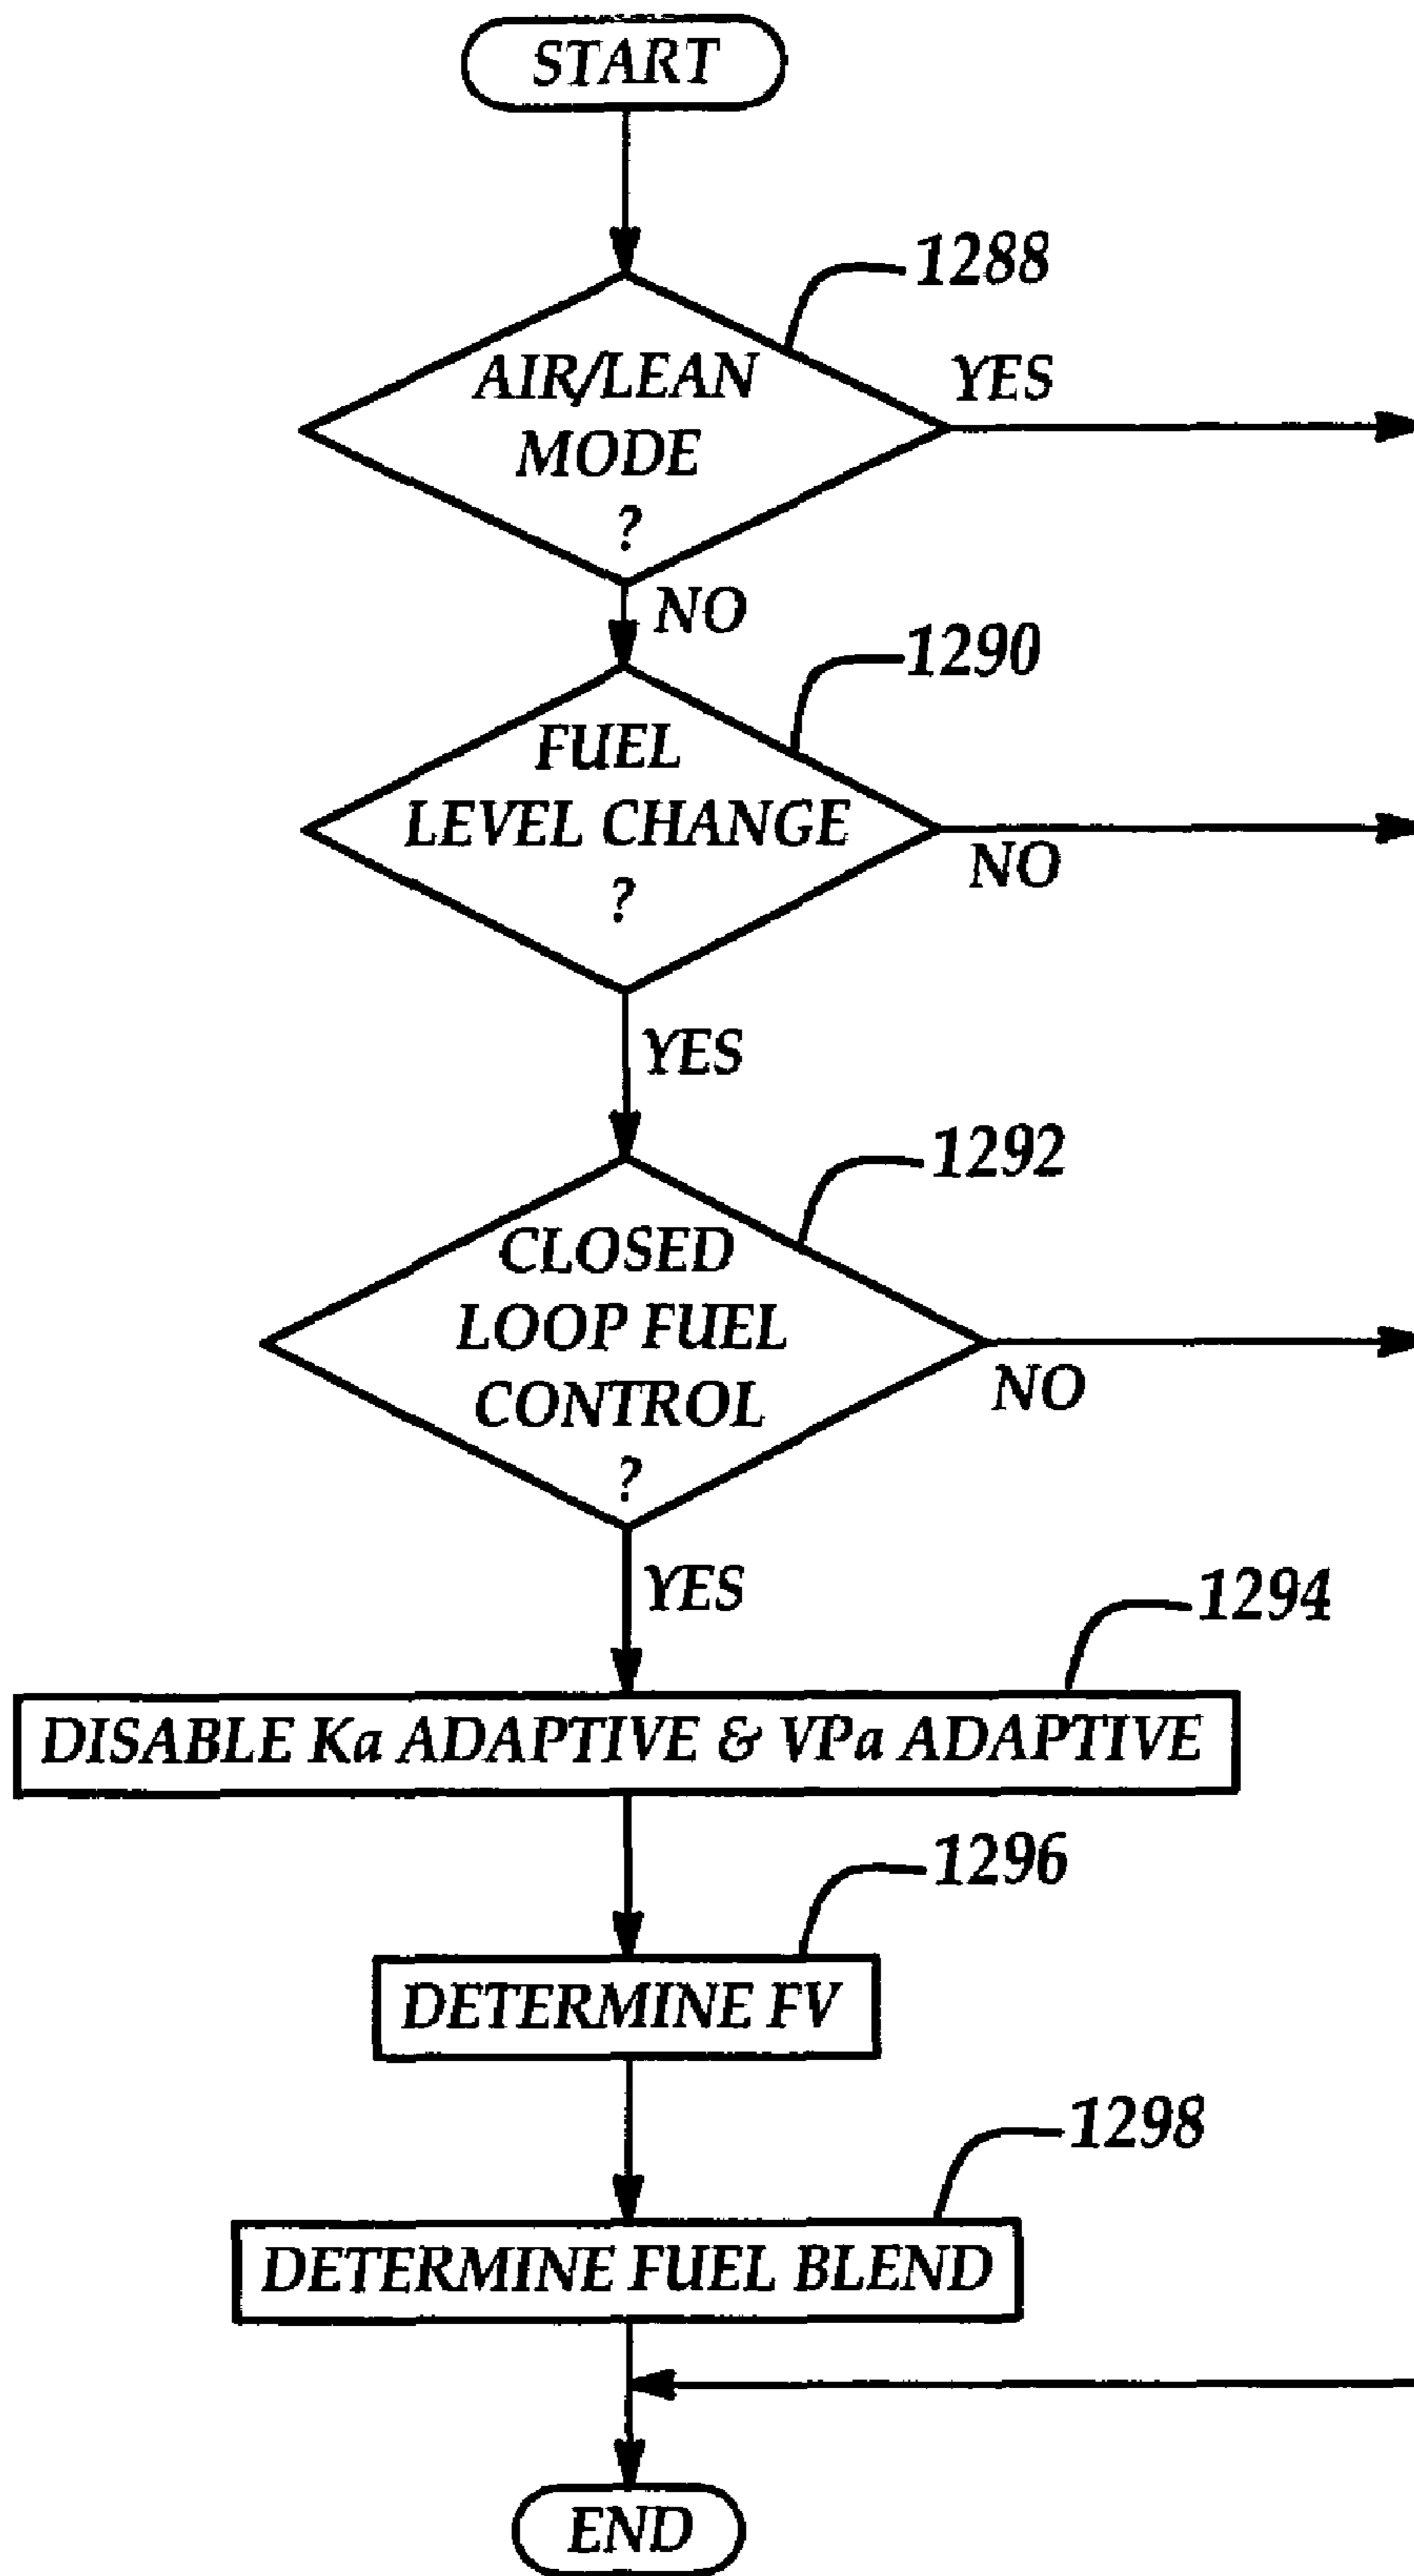 START
1288
AIR/LEAN
MODE
?
YES
NO
1290
FUEL
LEVEL CHANGE
?
NO
YES
1292
CLOSED
LOOP FUEL
CONTROL
?
NO
YES
1294
DISABLE Ka ADAPTIVE & VPa ADAPTIVE
1296
DETERMINE FV
1298
DETERMINE FUEL BLEND
END